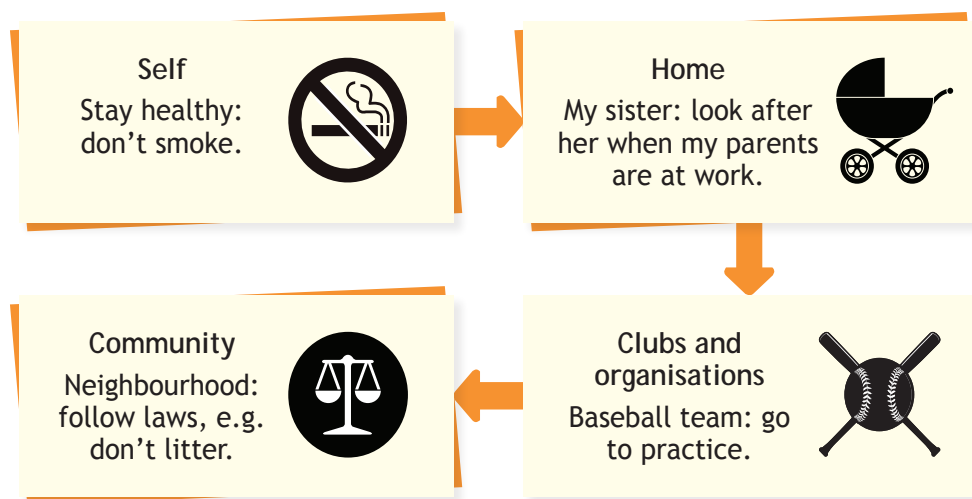 Self
Stay healthy:
don't smoke.
Home
My sister: look after
her when my parents
are at work.
Clubs and
organisations
Baseball team: go
to practice.
Community
Neighbourhood:
follow laws, e.g.
don't litter.